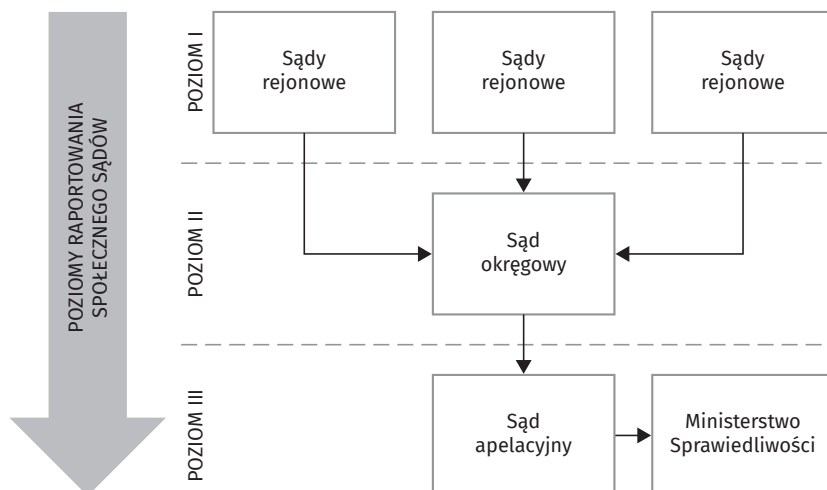 POZIOMY RAPORTOWANIA
SPOŁECZNEGO SĄDÓW
POZIOM I
Sądy
rejonowe
Sądy
rejonowe
Sądy
rejonowe
POZIOM II
Sąd
okręgowy
POZIOM III
Sąd
apelacyjny
Ministerstwo
Sprawiedliwości